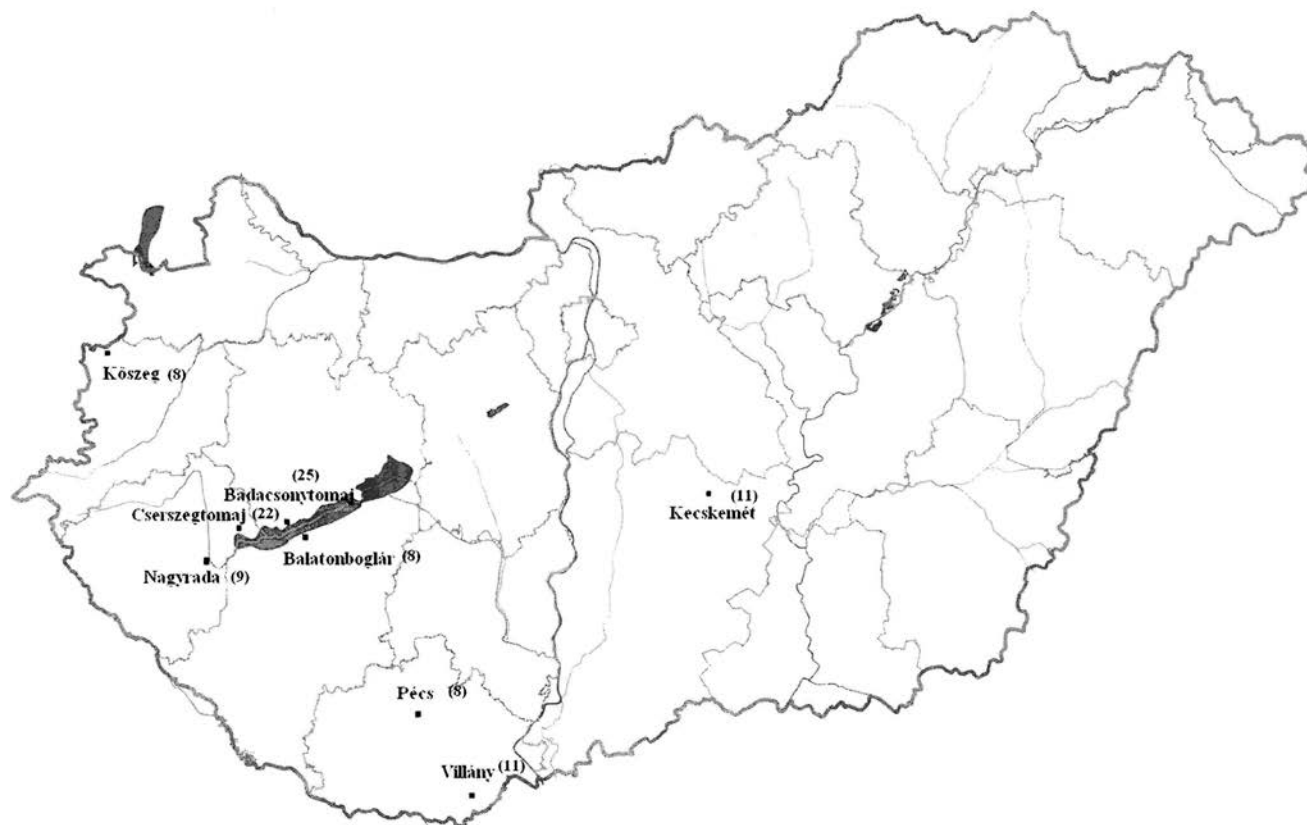 Kőszeg (8)
(25)
Badacsonytomaj
Cserszegtomaj (22)
Balatonboglár (8)
Nagyrada (9)
(11)
Kecskemét
Pécs (8)
Villány (11)